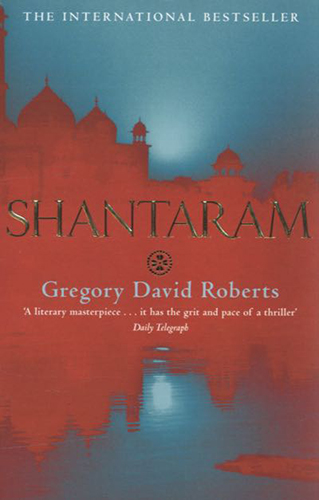 THE INTERNATIONAL BESTSELLER
SHANTARAM
Gregory David Roberts
'A literary masterpiece . . . it has the grit and pace of a thriller'
Daily Telegraph